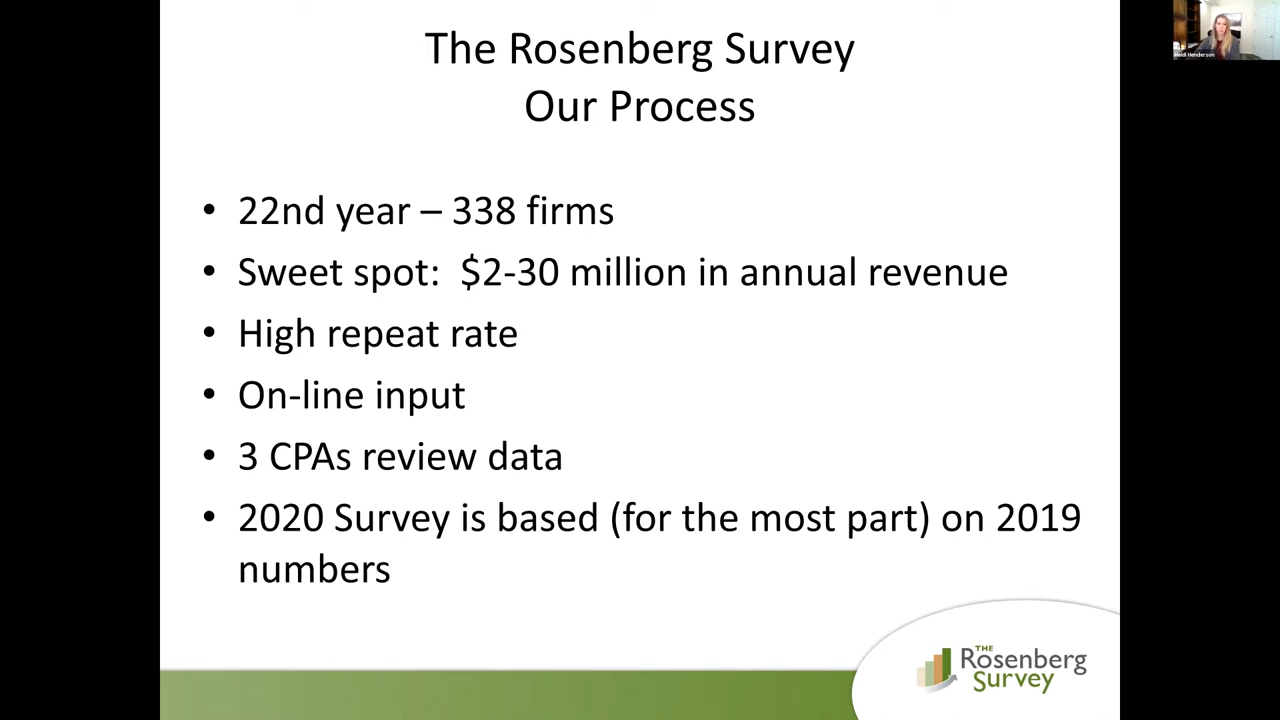 The Rosenberg Survey
Our Process
• 22nd year – 338 firms
• Sweet spot:  $2-30 million in annual revenue
• High repeat rate
• On-line input
• 3 CPAs review data
• 2020 Survey is based (for the most part) on 2019
numbers
THE
Rosenberg
Survey
Heidi Henderson